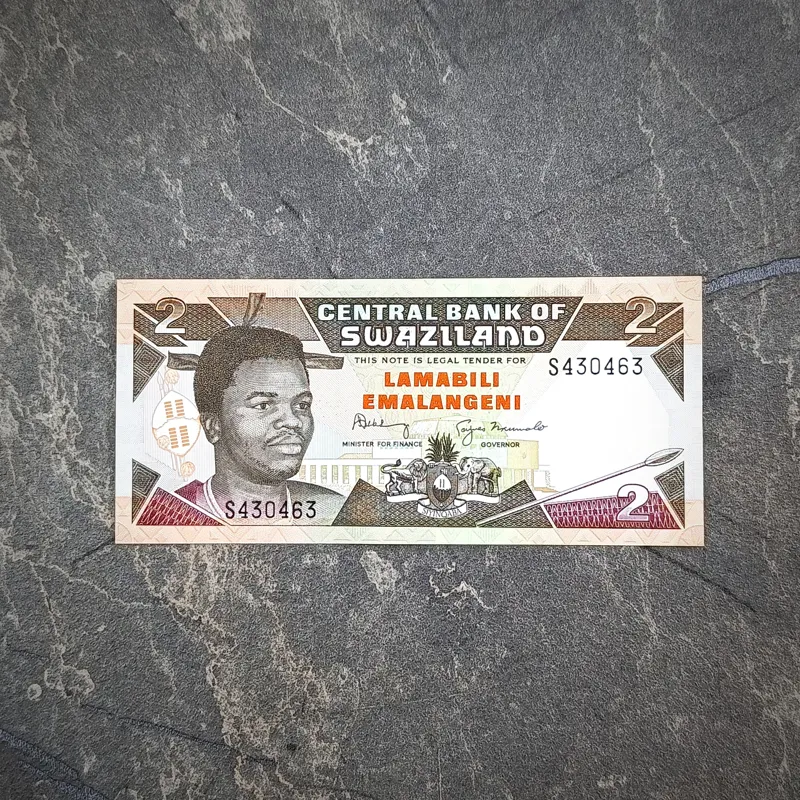 2
CENTRAL BANK OF
SWAZILAND
2
THIS NOTE IS LEGAL TENDER FOR
S430463
LAMABILI
EMALANGENI
MINISTER FOR FINANCE
GOVERNOR
S430463
SIYINQABA
2